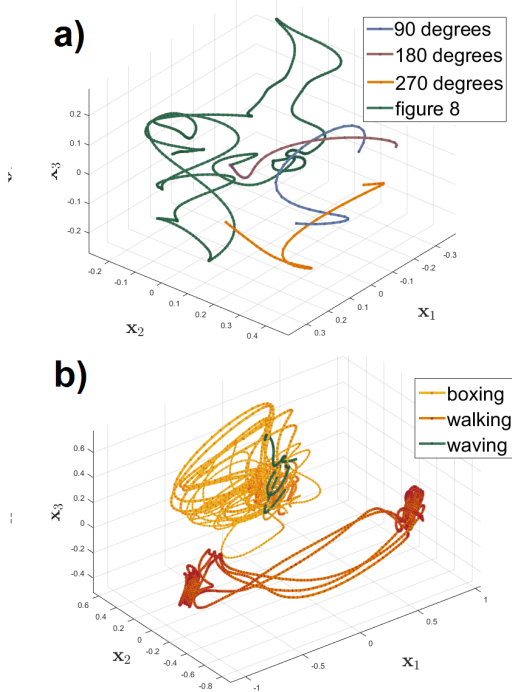 a)
90 degrees
180 degrees
270 degrees
figure 8
0.2
0.1
0
-0.1
-0.2
x₃
-0.2
-0.1
0
0.1
0.2
0.3
0.4
x₂
-0.3
-0.2
-0.1
0
0.1
0.2
0.3
x₁
b)
boxing
walking
waving
0.6
0.4
0.2
0
-0.2
-0.4
x₃
0.6
0.4
0.2
0
-0.2
-0.4
-0.6
-0.8
x₂
-1
-0.5
0
0.5
1
x₁